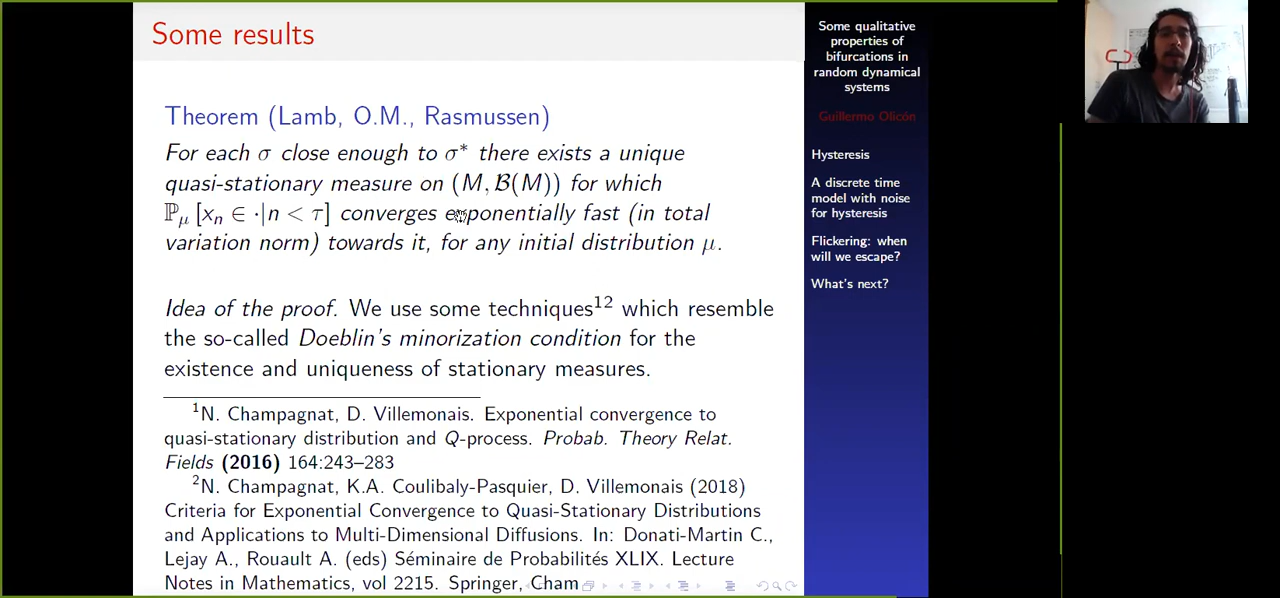 Some results
Theorem (Lamb, O.M., Rasmussen)
For each σ close enough to σ* there exists a unique
quasi-stationary measure on (M, B(M)) for which
ℙμ [xn ∈ ·|n < τ] converges exponentially fast (in total
variation norm) towards it, for any initial distribution μ.
Idea of the proof. We use some techniques¹² which resemble
the so-called Doeblin's minorization condition for the
existence and uniqueness of stationary measures.
¹N. Champagnat, D. Villemonais. Exponential convergence to
quasi-stationary distribution and Q-process. Probab. Theory Relat.
Fields (2016) 164:243–283
²N. Champagnat, K.A. Coulibaly-Pasquier, D. Villemonais (2018)
Criteria for Exponential Convergence to Quasi-Stationary Distributions
and Applications to Multi-Dimensional Diffusions. In: Donati-Martin C.,
Lejay A., Rouault A. (eds) Séminaire de Probabilités XLIX. Lecture
Notes in Mathematics, vol 2215. Springer, Cham
Some qualitative
properties of
bifurcations in
random dynamical
systems
Guillermo Olicón
Hysteresis
A discrete time
model with noise
for hysteresis
Flickering: when
will we escape?
What's next?